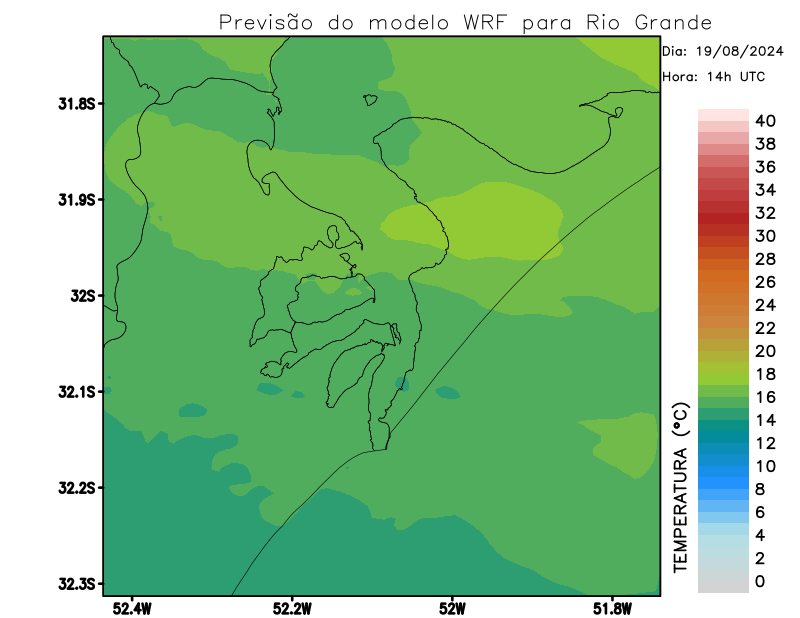 Previsão do modelo WRF para Rio Grande
Dia: 19/08/2024
Hora: 14h UTC
31.8S
31.9S
32S
32.1S
32.2S
32.3S
52.4W
52.2W
52W
51.8W
TEMPERATURA (°C)
40
38
36
34
32
30
28
26
24
22
20
18
16
14
12
10
8
6
4
2
0